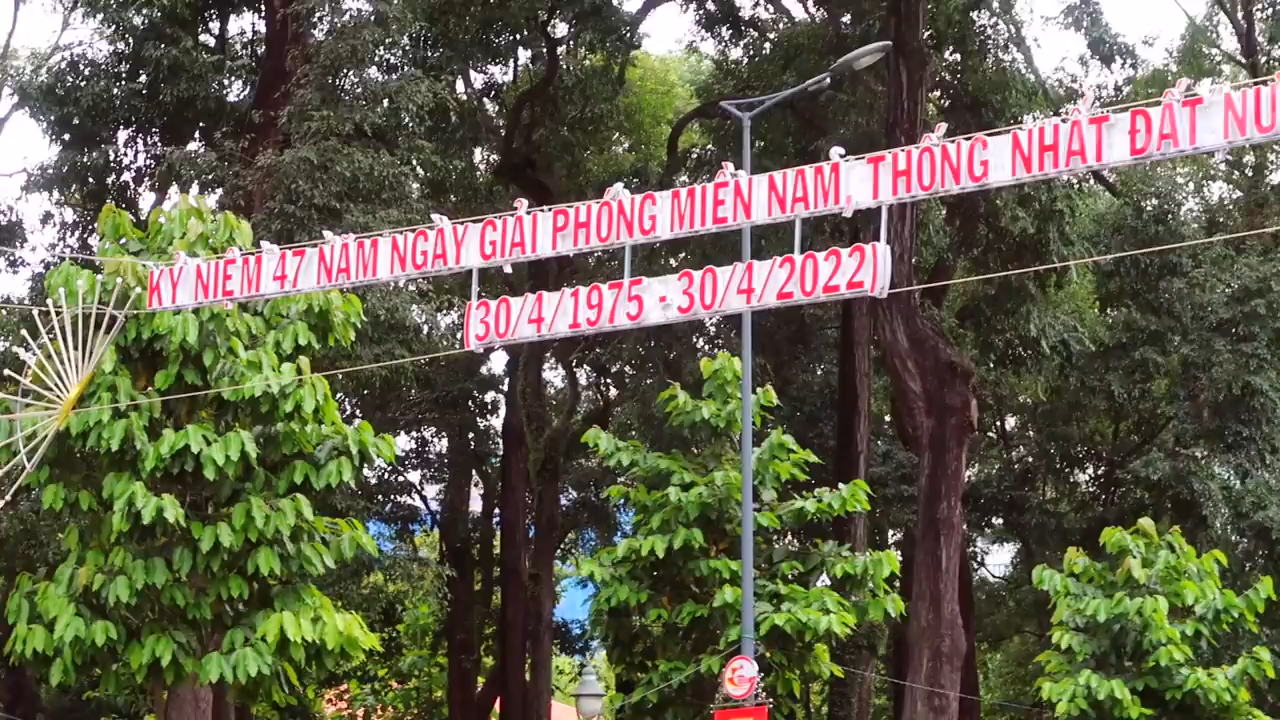 KỶ NIỆM 47 NĂM NGÀY GIẢI PHÓNG MIỀN NAM, THỐNG NHẤT ĐẤT
(30/4/1975 - 30/4/2022)